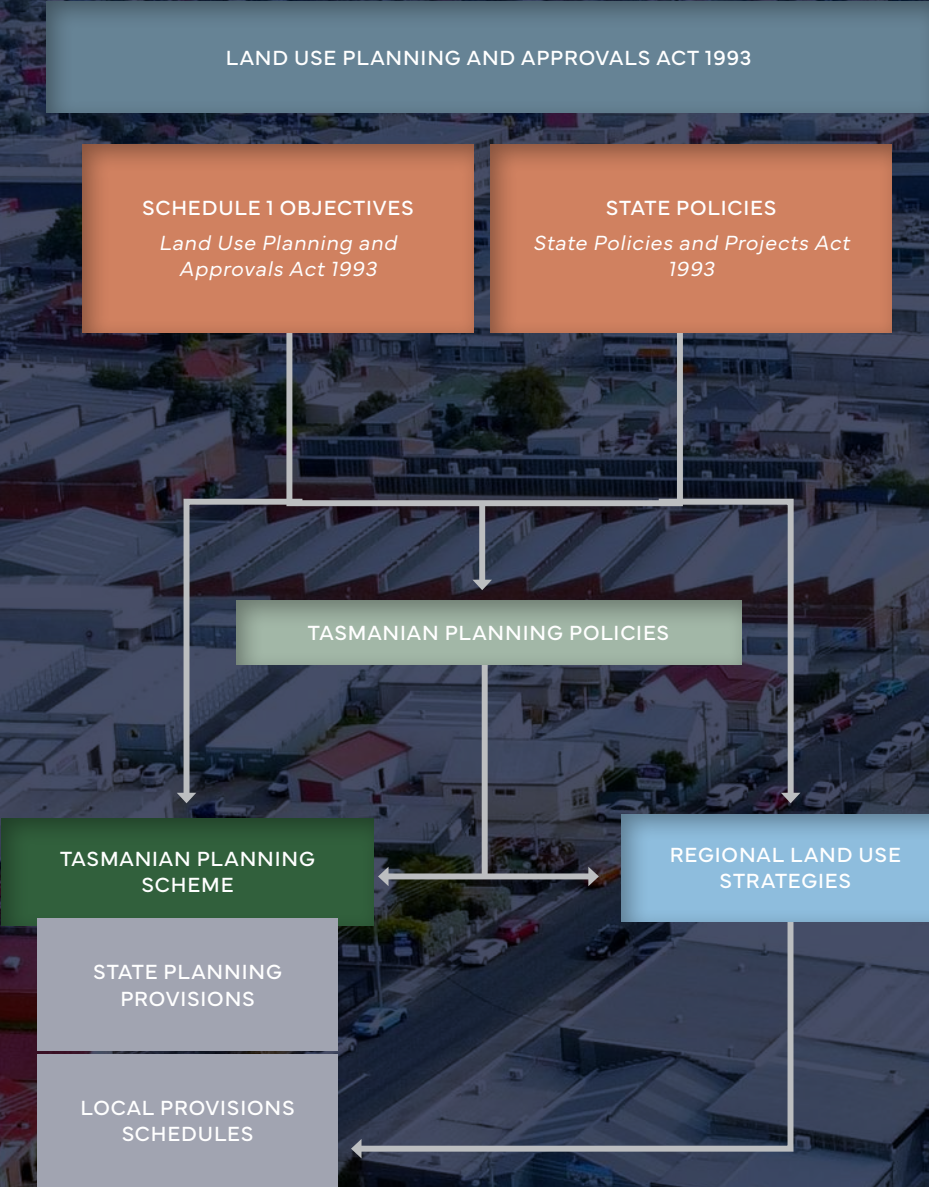 LAND USE PLANNING AND APPROVALS ACT 1993
SCHEDULE 1 OBJECTIVES
Land Use Planning and
Approvals Act 1993
STATE POLICIES
State Policies and Projects Act
1993
TASMANIAN PLANNING POLICIES
TASMANIAN PLANNING
SCHEME
REGIONAL LAND USE
STRATEGIES
STATE PLANNING
PROVISIONS
LOCAL PROVISIONS
SCHEDULES